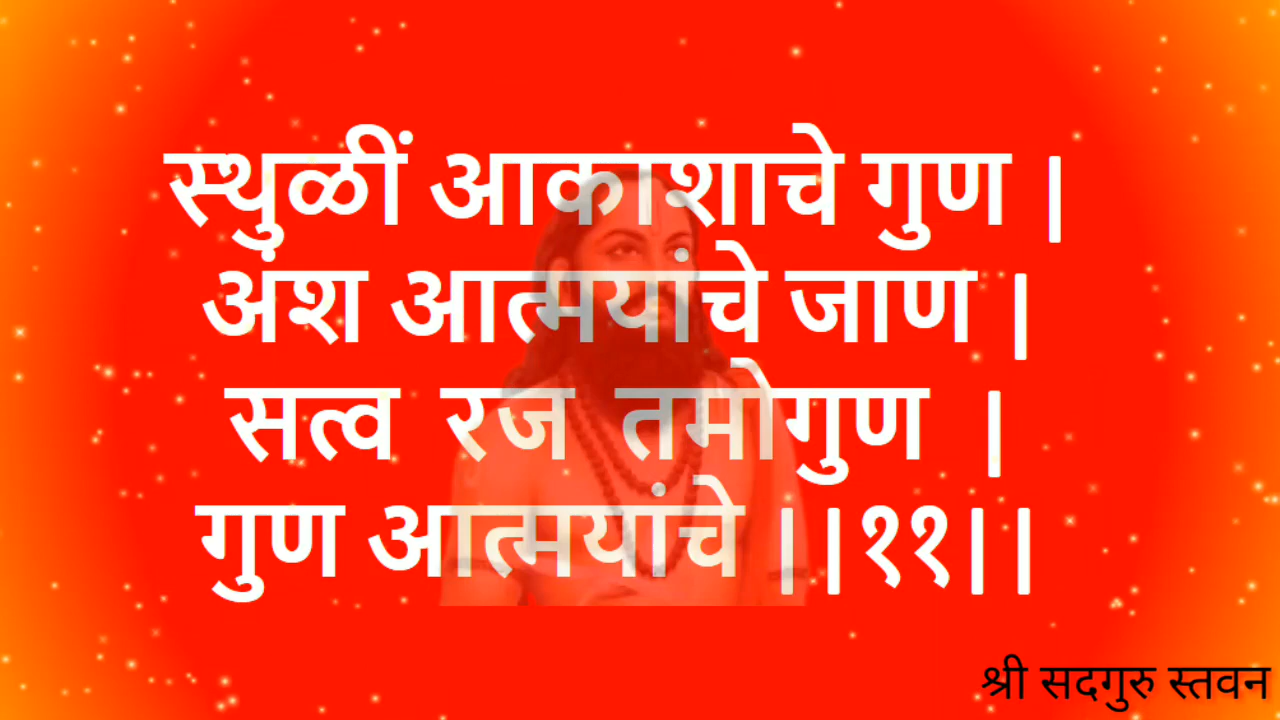 स्थुळीं आकाशाचे गुण |
अंश आत्मयांचे जाण |
सत्व रज तमोगुण |
गुण आत्मयांचे ||११||
श्री सदगुरु स्तवन